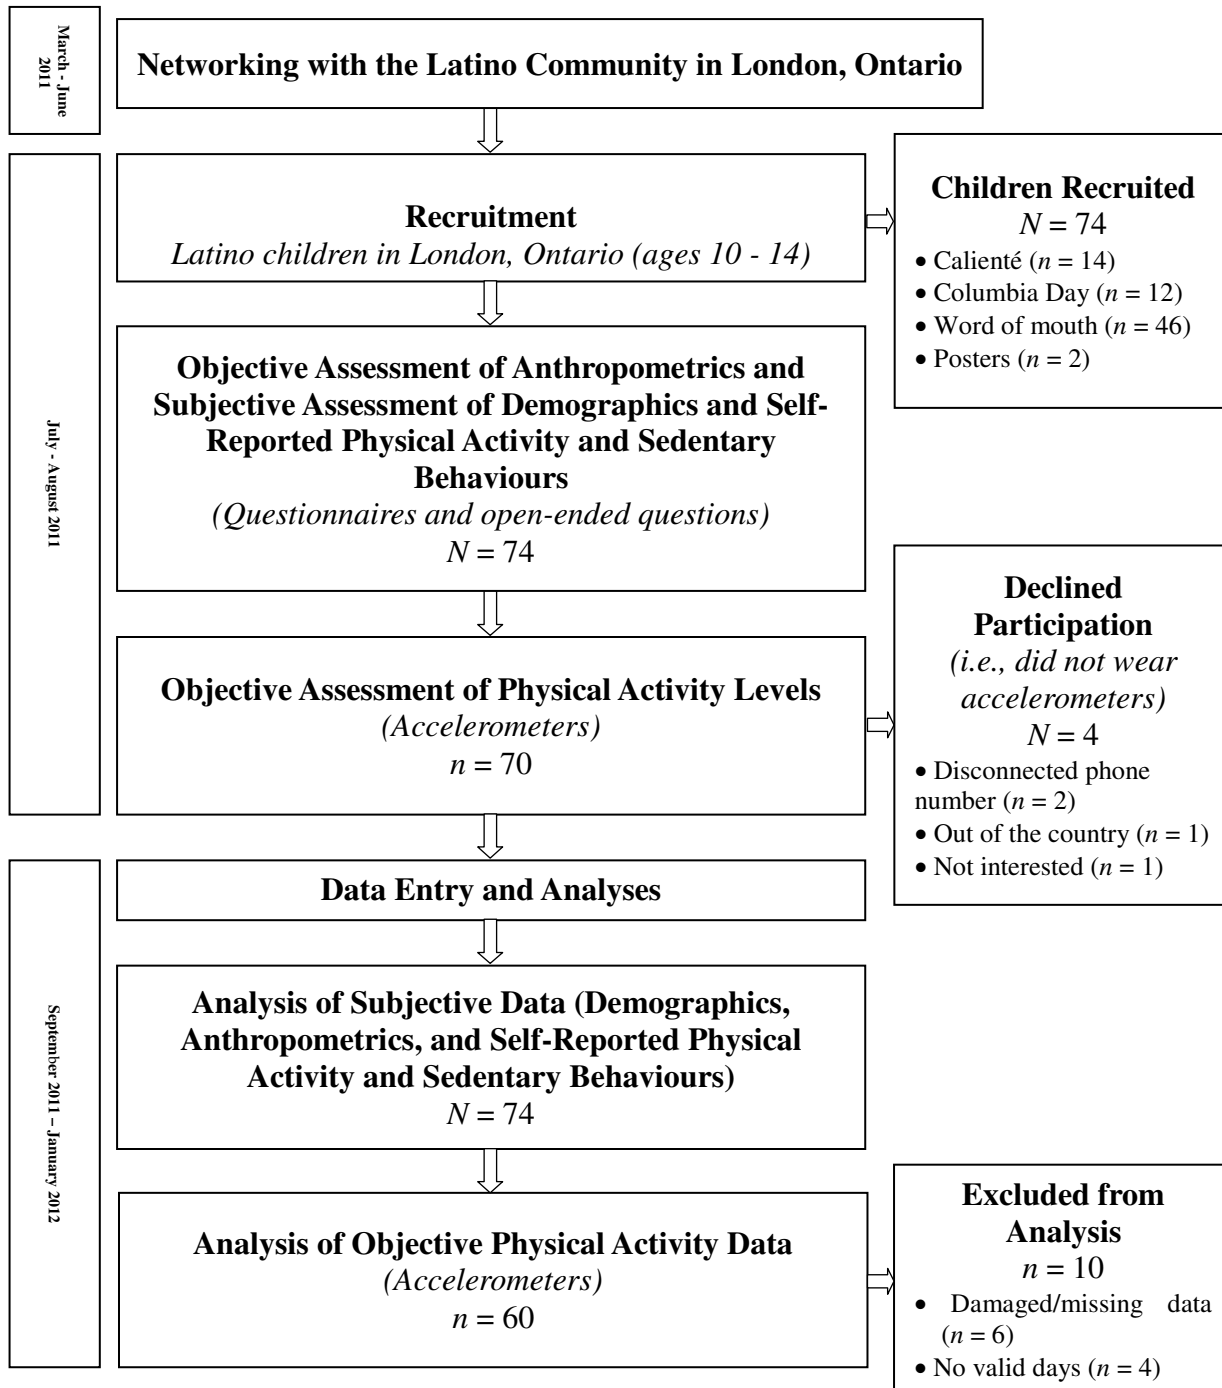 March - June
2011
Networking with the Latino Community in London, Ontario
July - August 2011
Recruitment
Latino children in London, Ontario (ages 10 - 14)
Children Recruited
N = 74
• Calienté (n = 14)
• Columbia Day (n = 12)
• Word of mouth (n = 46)
• Posters (n = 2)
Objective Assessment of Anthropometrics and
Subjective Assessment of Demographics and Self-
Reported Physical Activity and Sedentary
Behaviours
(Questionnaires and open-ended questions)
N = 74
Objective Assessment of Physical Activity Levels
(Accelerometers)
n = 70
Declined
Participation
(i.e., did not wear
accelerometers)
N = 4
• Disconnected phone
number (n = 2)
• Out of the country (n = 1)
• Not interested (n = 1)
September 2011 – January 2012
Data Entry and Analyses
Analysis of Subjective Data (Demographics,
Anthropometrics, and Self-Reported Physical
Activity and Sedentary Behaviours)
N = 74
Analysis of Objective Physical Activity Data
(Accelerometers)
n = 60
Excluded from
Analysis
n = 10
• Damaged/missing data
(n = 6)
• No valid days (n = 4)